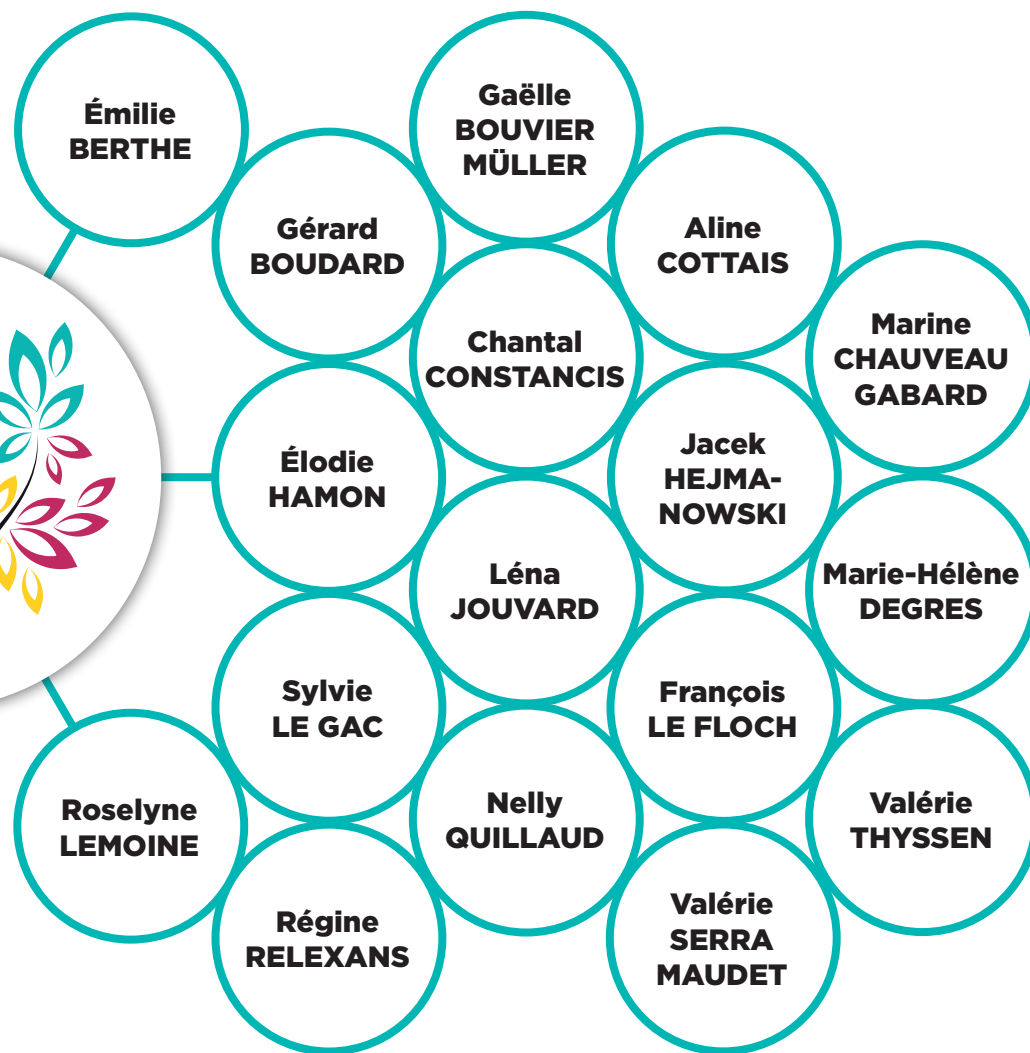 Émilie
BERTHE
Gaëlle
BOUVIER
MÜLLER
Gérard
BOUDARD
Aline
COTTAIS
Chantal
CONSTANCIS
Marine
CHAUVEAU
GABARD
Élodie
HAMON
Jacek
HEJMA-
NOWSKI
Léna
JOUVARD
Marie-Hélène
DEGRES
Sylvie
LE GAC
François
LE FLOCH
Roselyne
LEMOINE
Nelly
QUILLAUD
Valérie
THYSSEN
Régine
RELEXANS
Valérie
SERRA
MAUDET